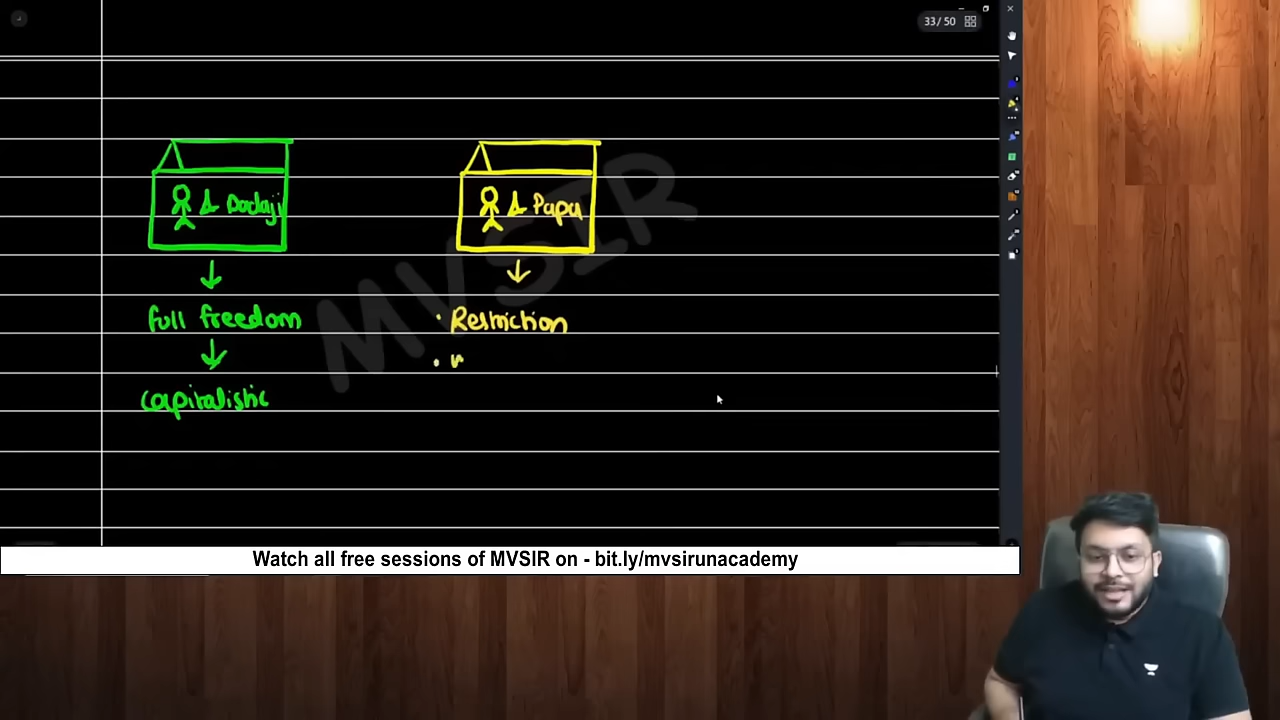 33/50
Dadaji
Papa
full freedom
• Restriction
capitalistic
MVSIR
Watch all free sessions of MVSIR on - bit.ly/mvsirunacademy